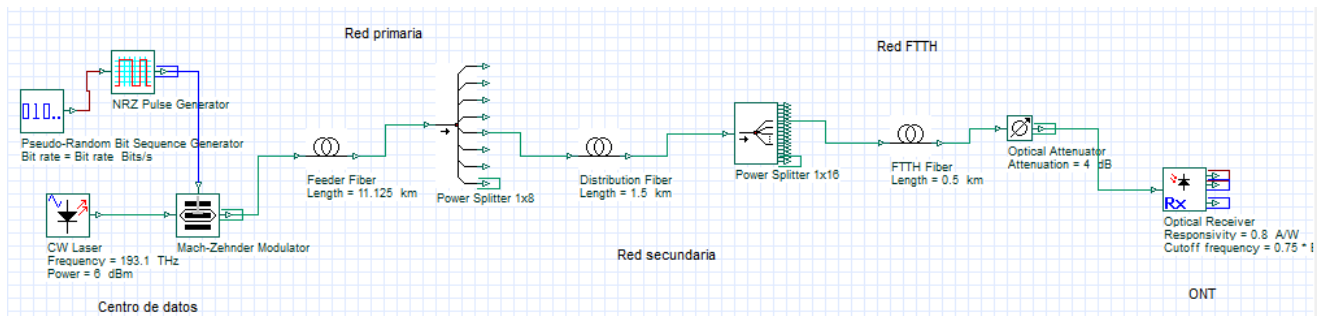 Red primaria
Red FTTH
NRZ Pulse Generator
010..
Pseudo-Random Bit Sequence Generator
Bit rate = Bit rate Bits/s
Feeder Fiber
Length = 11.125 km
Power Splitter 1x8
Distribution Fiber
Length = 1.5 km
Power Splitter 1x16
FTTH Fiber
Length = 0.5 km
Optical Attenuator
Attenuation = 4 dB
Rx
Optical Receiver
Responsivity = 0.8 A/W
Cutoff frequency = 0.75 *
CW Laser
Frequency = 193.1 THz
Power = 6 dBm
Mach-Zehnder Modulator
Red secundaria
Centro de datos
ONT